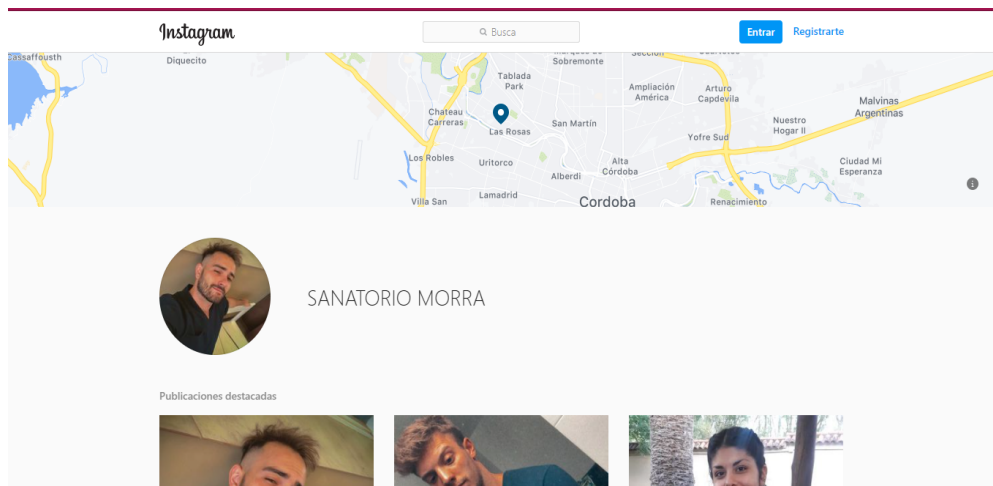 Instagram
Busca
Entrar
Registrarte
Diquecito
Sobremonte
Tablada
Park
Ampliación
América
Arturo
Capdevila
Malvinas
Argentinas
Chateau
Carreras
Las Rosas
San Martín
Nuestro
Hogar II
Yofre Sud
Los Robles
Uritorco
Alta
Córdoba
Alberdi
Ciudad Mi
Esperanza
Villa San
Lamadrid
Cordoba
Renacimiento
SANATORIO MORRA
Publicaciones destacadas